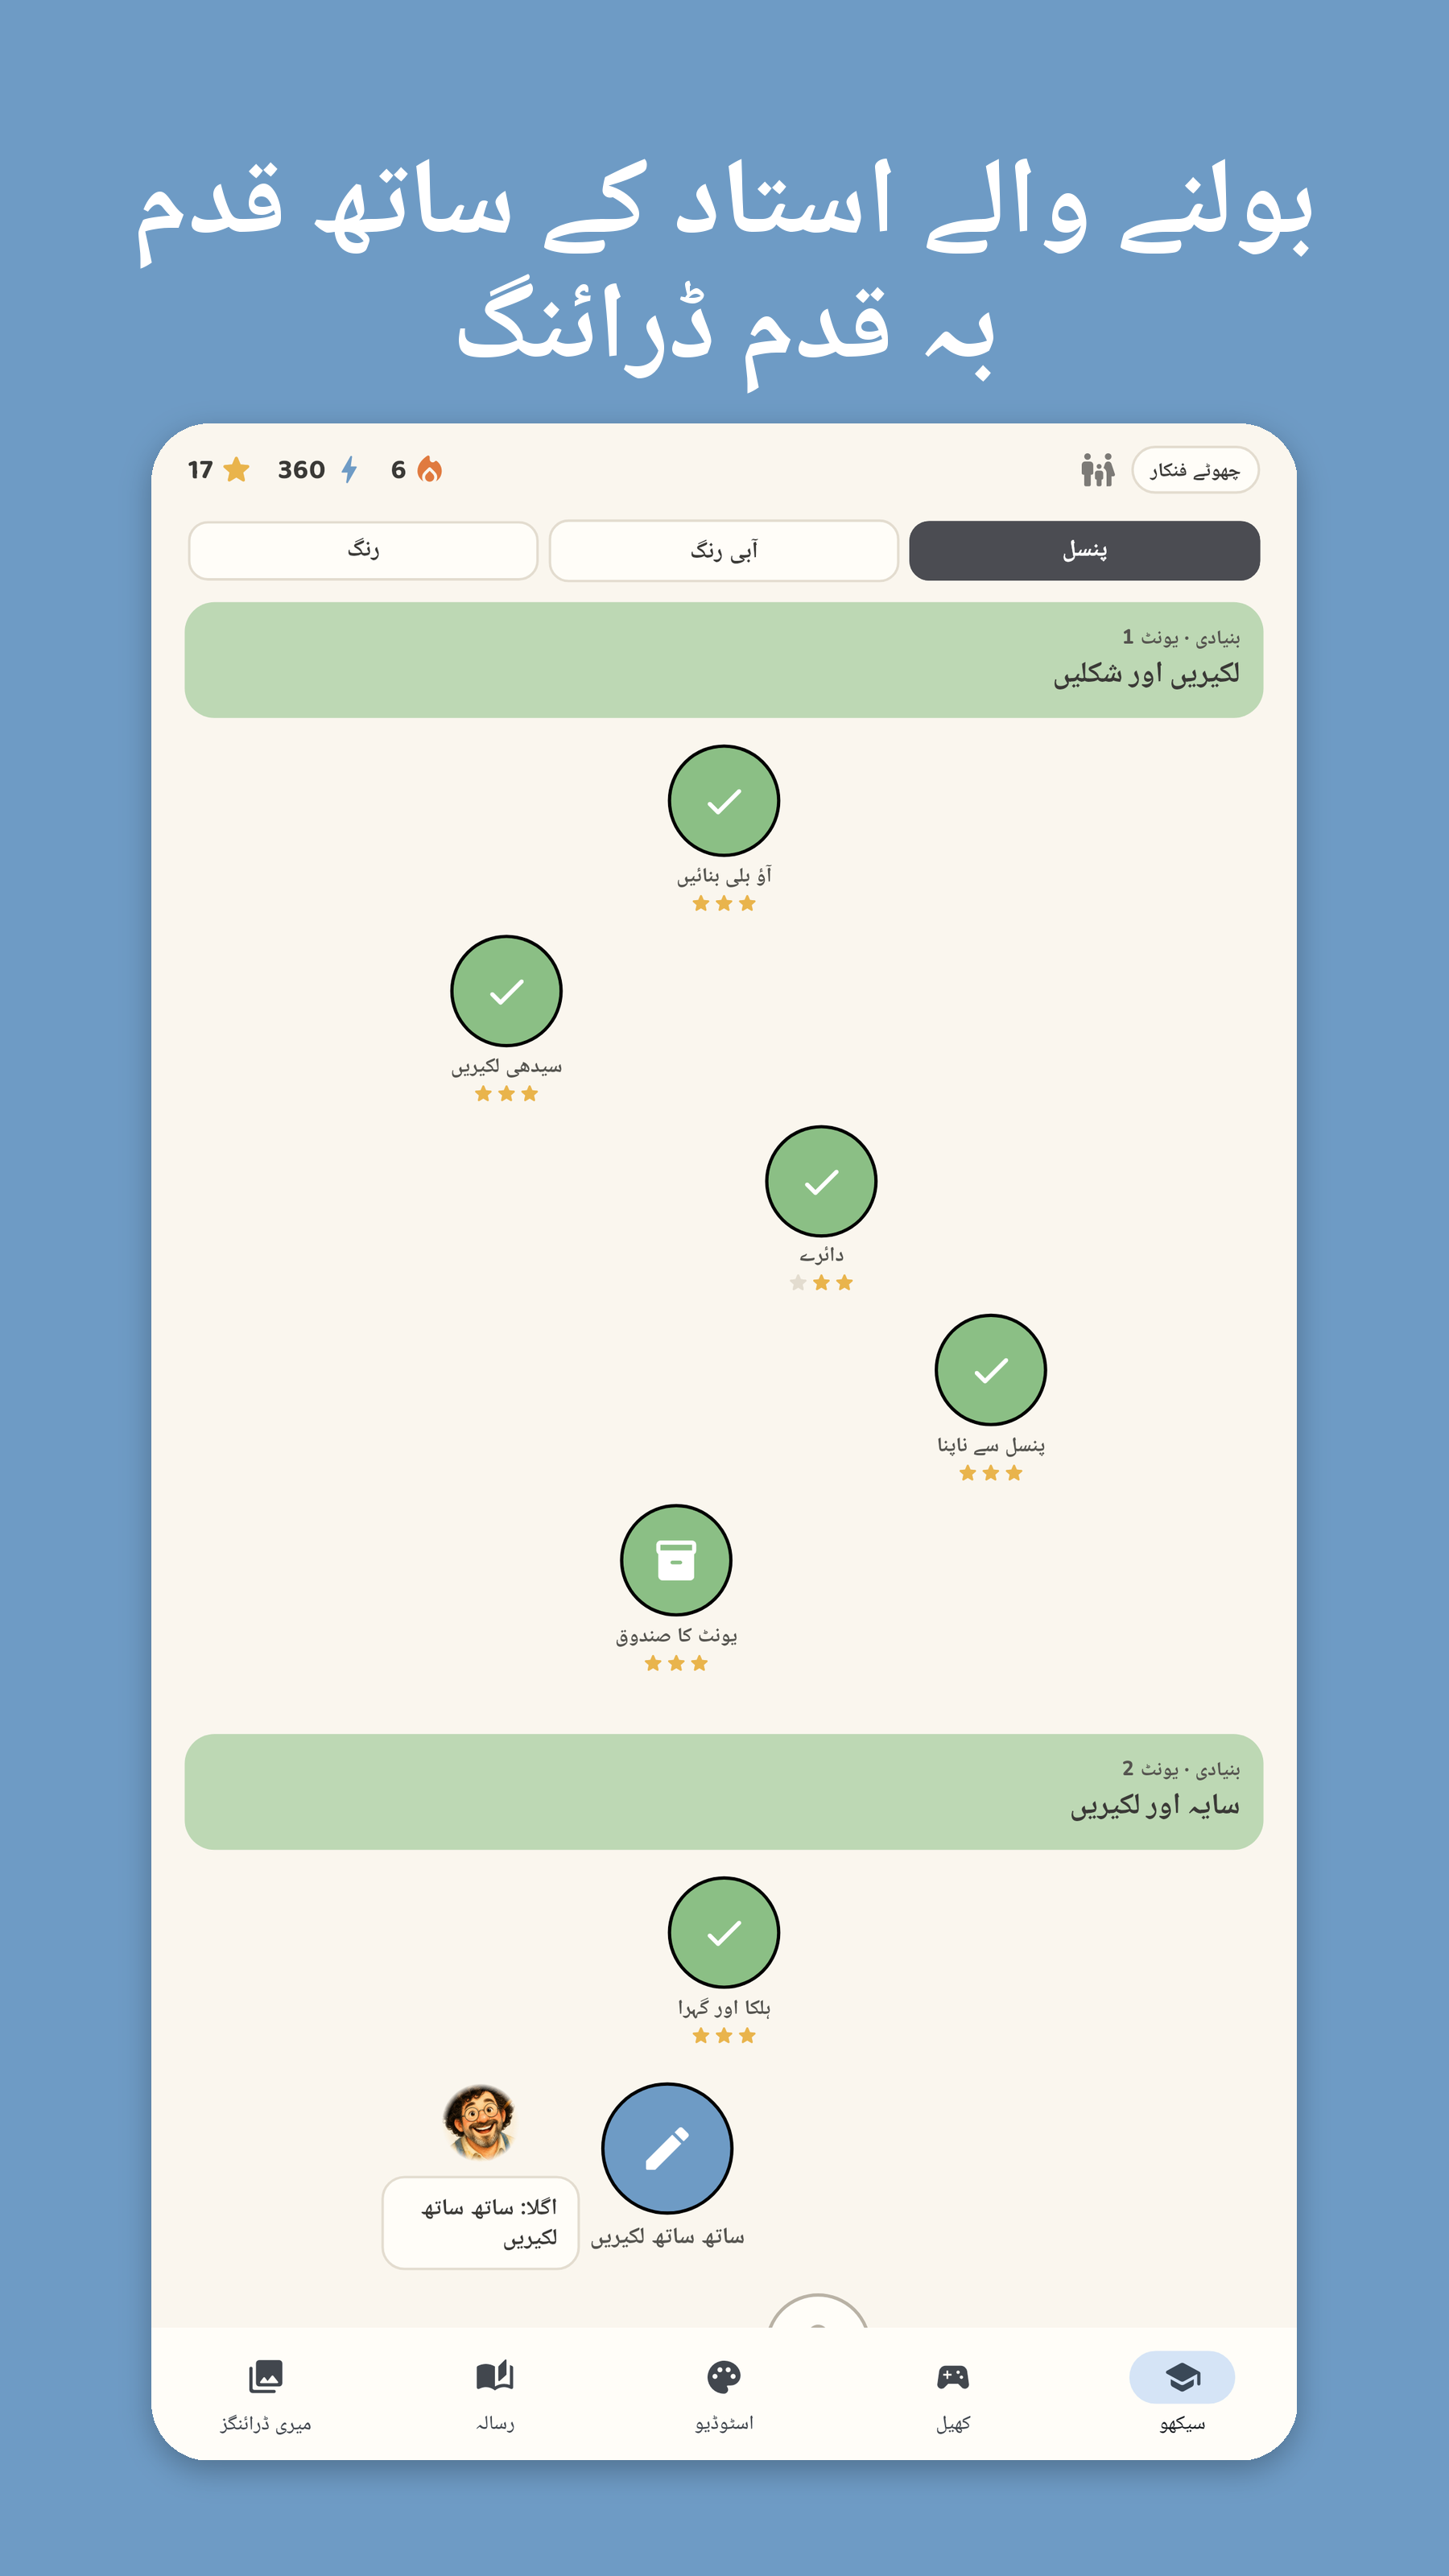 بولنے والے استاد کے ساتھ قدم
بہ قدم ڈرائنگ
چھوٹے فنکار
6
360
17
پنسل
آبی رنگ
رنگ
بنیادی · یونٹ 1
لکیریں اور شکلیں
آؤ بلی بنائیں
سیدھی لکیریں
دائرے
پنسل سے ناپنا
یونٹ کا صندوق
بنیادی · یونٹ 2
سایہ اور لکیریں
ہلکا اور گہرا
ساتھ ساتھ لکیریں
اگلا: ساتھ ساتھ
لکیریں
سیکھو
کھیل
اسٹوڈیو
رسالہ
میری ڈرائنگز